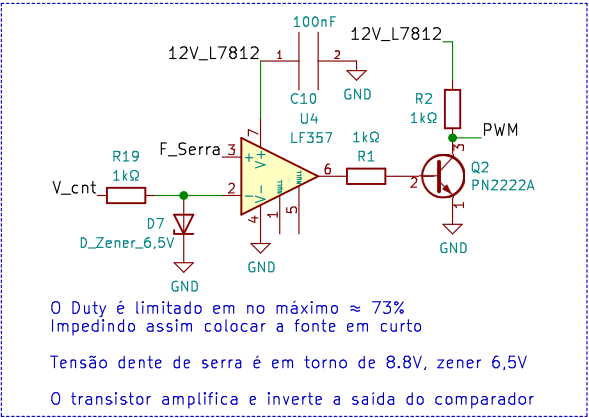 100nF
12V_L7812
12V_L7812
1
2
C10
GND
R2
1kΩ
U4
LF357
7
PWM
3
R19
1kΩ
F_Serra
3
1kΩ
R1
V+
6
2
Q2
PN2222A
V_cnt
2
V-
1
D7
D_Zener_6,5V
4
1
5
GND
GND
GND
O Duty é limitado em no máximo ≈ 73%
Impedindo assim colocar a fonte em curto
Tensão dente de serra é em torno de 8.8V, zener 6,5V
O transistor amplifica e inverte a saída do comparador